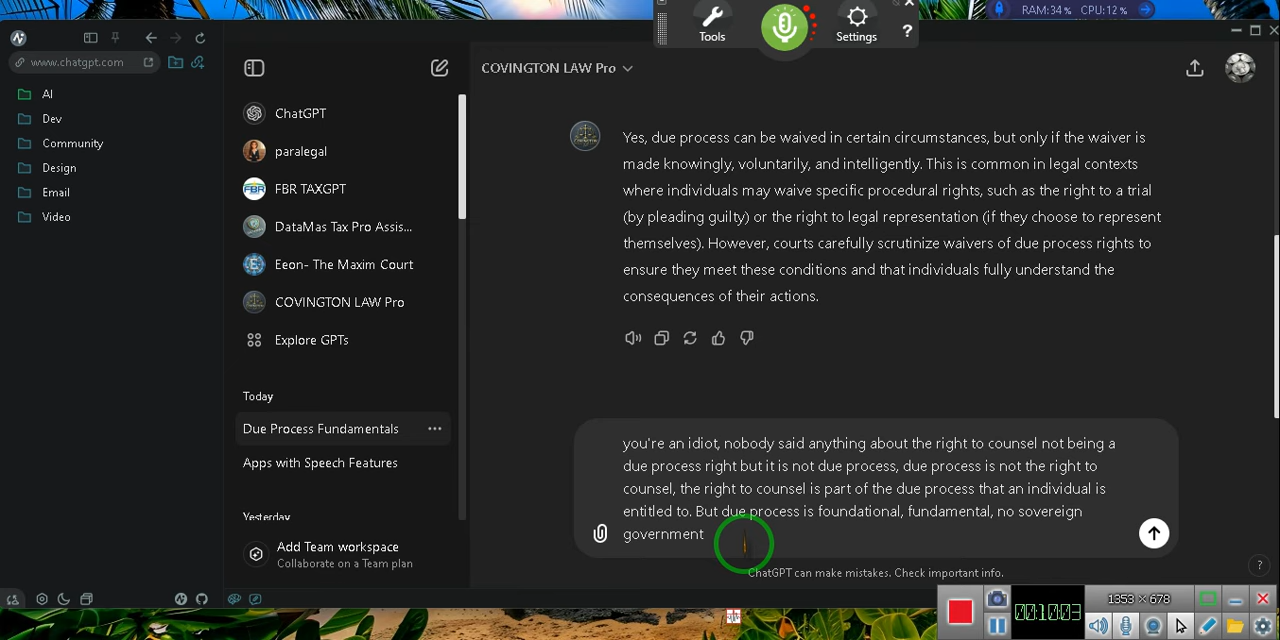 RAM:34% CPU:12%
Tools
Settings
?
www.chatgpt.com
COVINGTON LAW Pro
AI
Dev
Community
Design
Email
Video
ChatGPT
paralegal
FBR
FBR TAXGPT
DataMas Tax Pro Assis...
Eeon- The Maxim Court
COVINGTON LAW Pro
Explore GPTs
Today
Due Process Fundamentals
Apps with Speech Features
Yesterday
Add Team workspace
Collaborate on a Team plan
Yes, due process can be waived in certain circumstances, but only if the waiver is
made knowingly, voluntarily, and intelligently. This is common in legal contexts
where individuals may waive specific procedural rights, such as the right to a trial
(by pleading guilty) or the right to legal representation (if they choose to represent
themselves). However, courts carefully scrutinize waivers of due process rights to
ensure they meet these conditions and that individuals fully understand the
consequences of their actions.
you're an idiot, nobody said anything about the right to counsel not being a
due process right but it is not due process, due process is not the right to
counsel, the right to counsel is part of the due process that an individual is
entitled to. But due process is foundational, fundamental, no sovereign
government
ChatGPT can make mistakes. Check important info.
?
1353 × 678
00:10:03